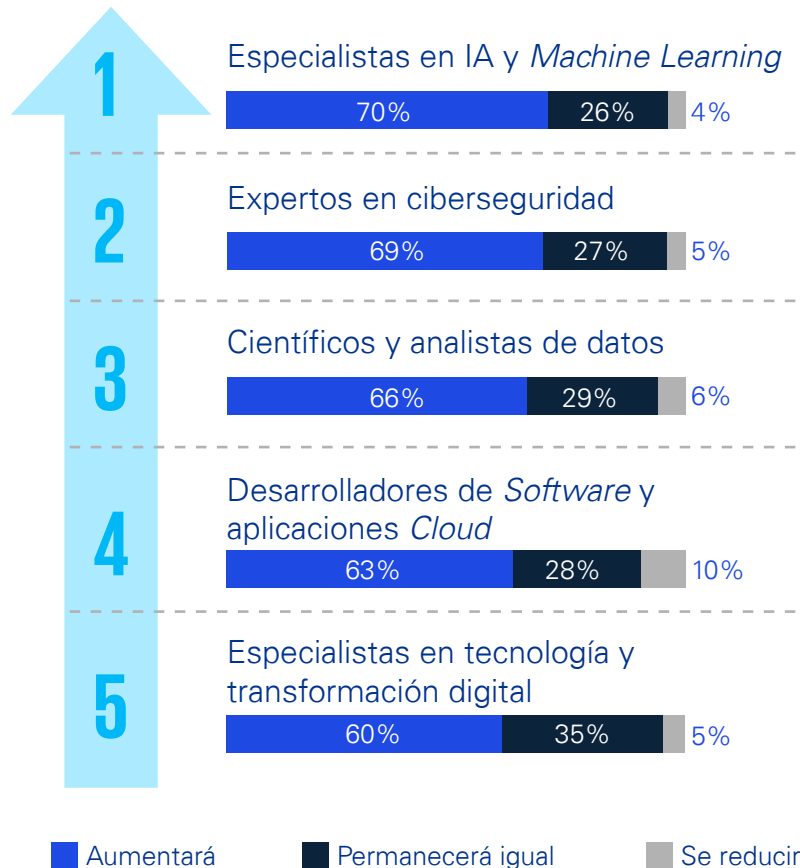 1
Especialistas en IA y Machine Learning
70% 26% 4%
2
Expertos en ciberseguridad
69% 27% 5%
3
Científicos y analistas de datos
66% 29% 6%
4
Desarrolladores de Software y
aplicaciones Cloud
63% 28% 10%
5
Especialistas en tecnología y
transformación digital
60% 35% 5%
Aumentará Permanecerá igual Se reducir